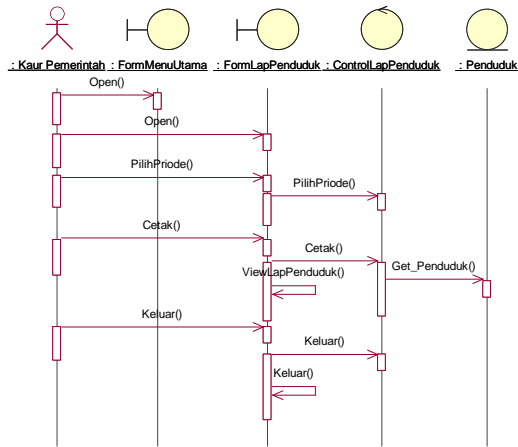 : Kaur Pemerintah : FormMenuUtama : FormLapPenduduk : ControlLapPenduduk : Penduduk
Open()
Open()
PilihPriode()
PilihPriode()
Cetak()
Cetak()
ViewLapPenduduk()
Get_Penduduk()
Keluar()
Keluar()
Keluar()